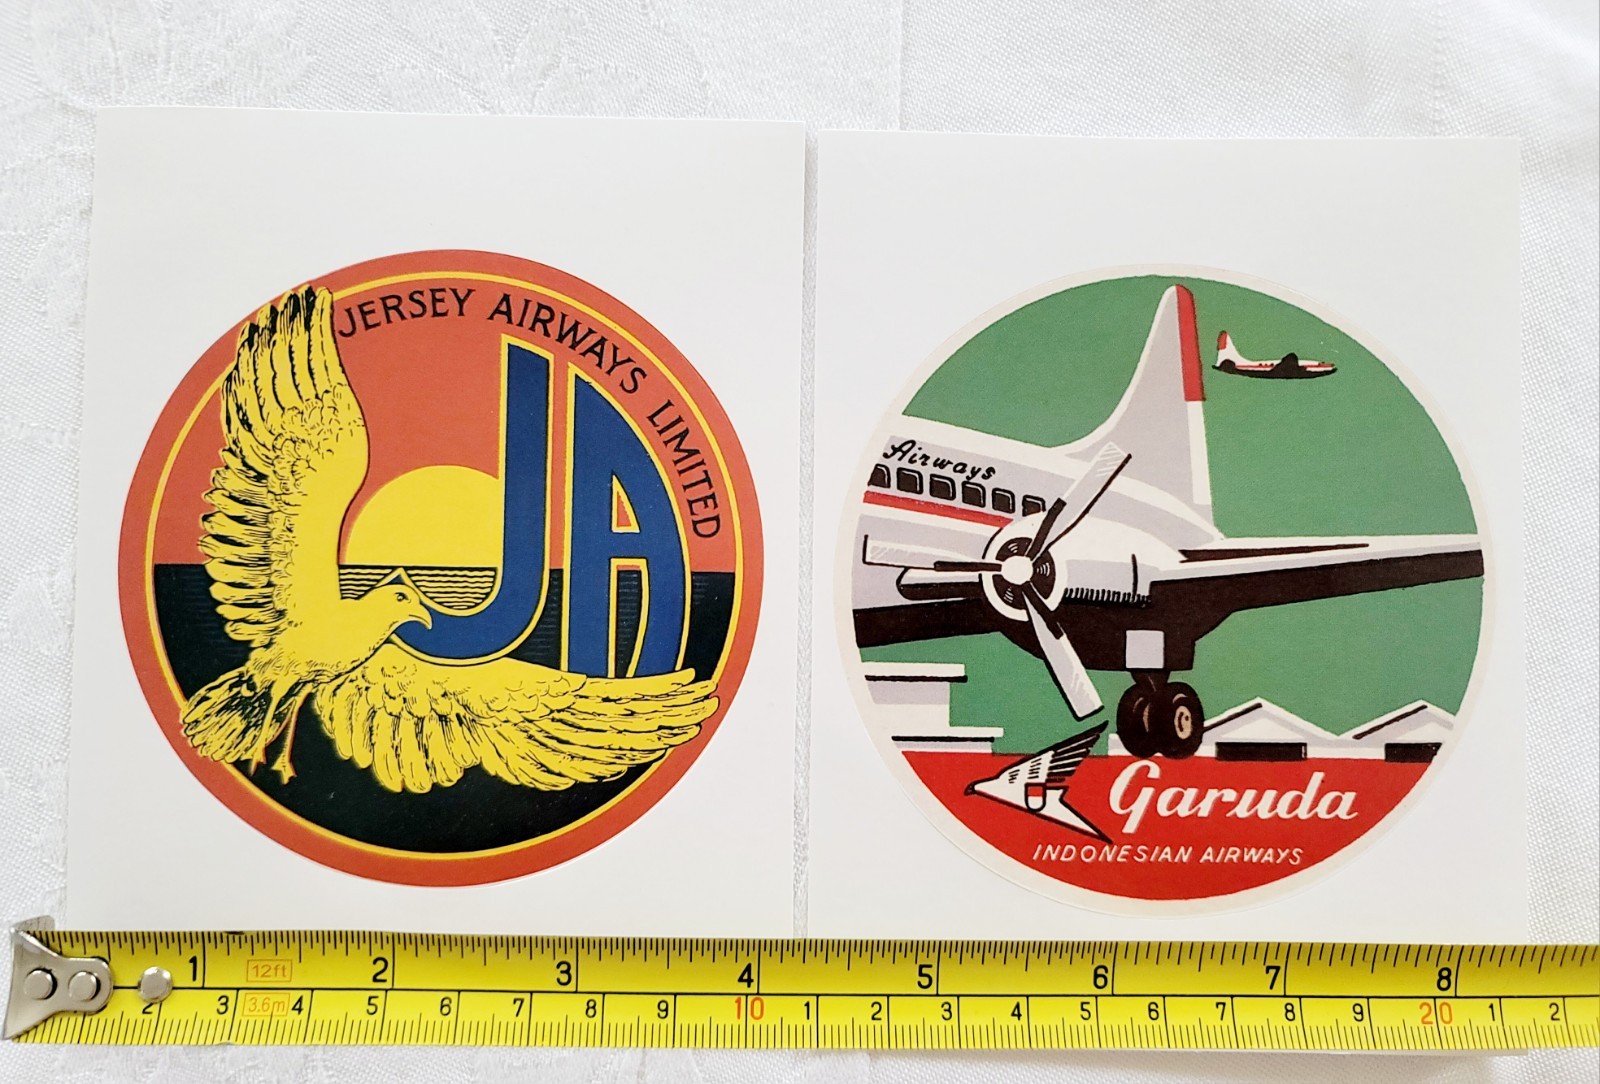 JERSEY AIRWAYS LIMITED
JA
Airways
Garuda
INDONESIAN AIRWAYS
1 12ft 2 3 4 5 6 7 8
2 3 3.6m 4 5 6 7 8 9 10 1 2 3 4 5 6 7 8 9 20 1 2